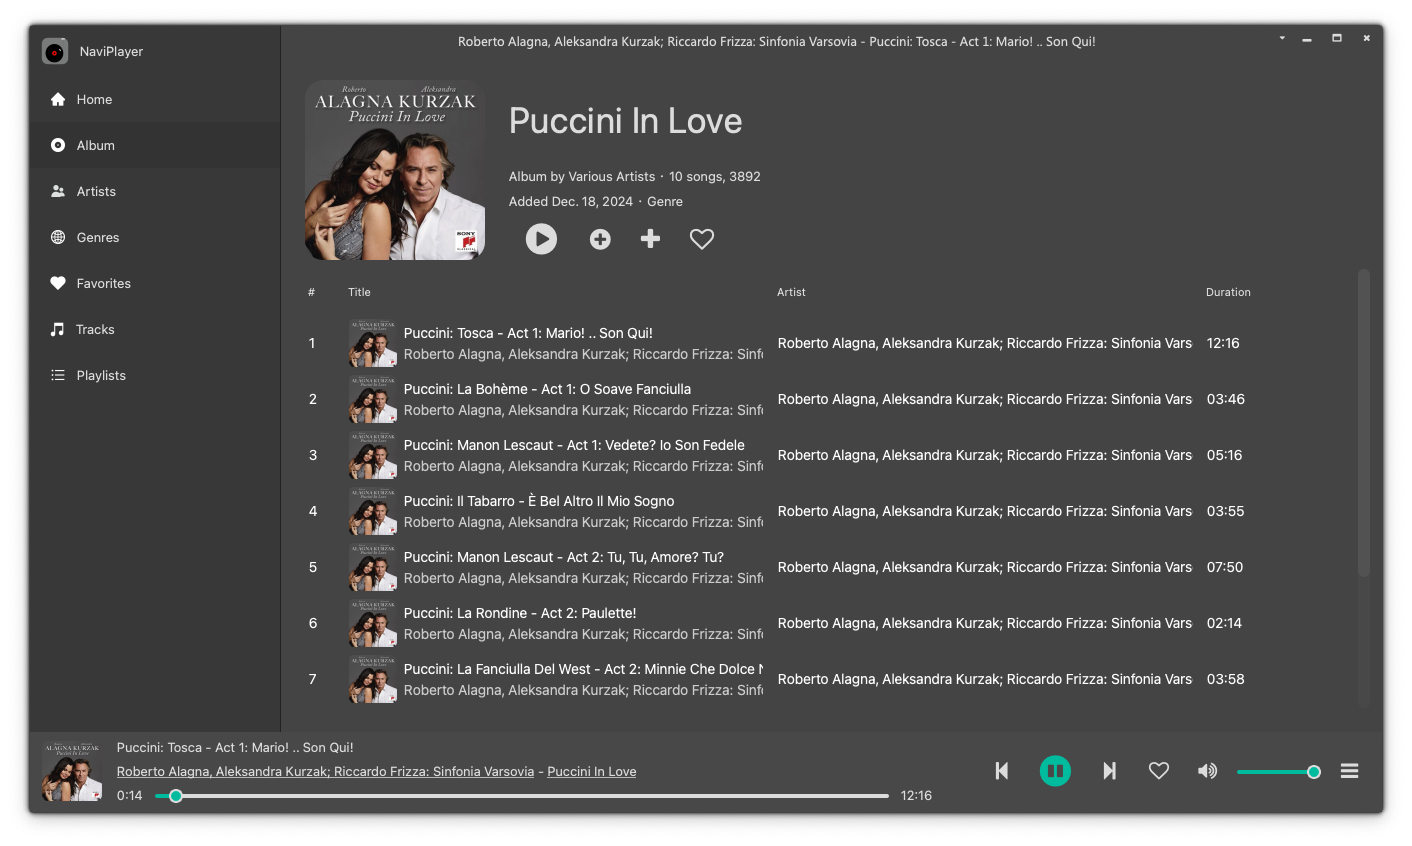 NaviPlayer
Roberto Alagna, Aleksandra Kurzak; Riccardo Frizza: Sinfonia Varsovia - Puccini: Tosca - Act 1: Mario! .. Son Qui!
Home
Album
Artists
Genres
Favorites
Tracks
Playlists
Roberto Aleksandra
ALAGNA KURZAK
Puccini In Love
SONY
Puccini In Love
Album by Various Artists · 10 songs, 3892
Added Dec. 18, 2024 · Genre
# Title Artist Duration
1 Puccini: Tosca - Act 1: Mario! .. Son Qui! Roberto Alagna, Aleksandra Kurzak; Riccardo Frizza: Sinfonia Vars 12:16
Roberto Alagna, Aleksandra Kurzak; Riccardo Frizza: Sinf
2 Puccini: La Bohème - Act 1: O Soave Fanciulla Roberto Alagna, Aleksandra Kurzak; Riccardo Frizza: Sinfonia Vars 03:46
Roberto Alagna, Aleksandra Kurzak; Riccardo Frizza: Sinf
3 Puccini: Manon Lescaut - Act 1: Vedete? Io Son Fedele Roberto Alagna, Aleksandra Kurzak; Riccardo Frizza: Sinfonia Vars 05:16
Roberto Alagna, Aleksandra Kurzak; Riccardo Frizza: Sinf
4 Puccini: Il Tabarro - È Bel Altro Il Mio Sogno Roberto Alagna, Aleksandra Kurzak; Riccardo Frizza: Sinfonia Vars 03:55
Roberto Alagna, Aleksandra Kurzak; Riccardo Frizza: Sinf
5 Puccini: Manon Lescaut - Act 2: Tu, Tu, Amore? Tu? Roberto Alagna, Aleksandra Kurzak; Riccardo Frizza: Sinfonia Vars 07:50
Roberto Alagna, Aleksandra Kurzak; Riccardo Frizza: Sinf
6 Puccini: La Rondine - Act 2: Paulette! Roberto Alagna, Aleksandra Kurzak; Riccardo Frizza: Sinfonia Vars 02:14
Roberto Alagna, Aleksandra Kurzak; Riccardo Frizza: Sinf
7 Puccini: La Fanciulla Del West - Act 2: Minnie Che Dolce Roberto Alagna, Aleksandra Kurzak; Riccardo Frizza: Sinfonia Vars 03:58
Roberto Alagna, Aleksandra Kurzak; Riccardo Frizza: Sinf
Puccini: Tosca - Act 1: Mario! .. Son Qui!
Roberto Alagna, Aleksandra Kurzak; Riccardo Frizza: Sinfonia Varsovia - Puccini In Love
0:14 12:16